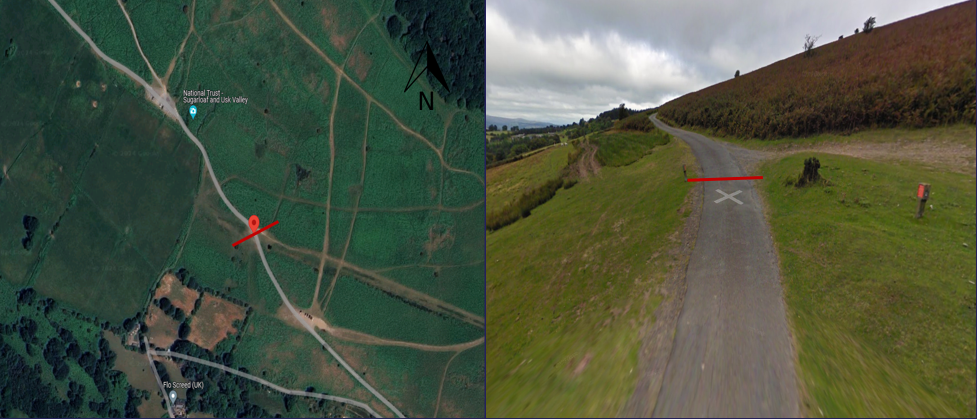 National Trust -
Sugarloaf and Usk Valley
N
Flo Screed (UK)